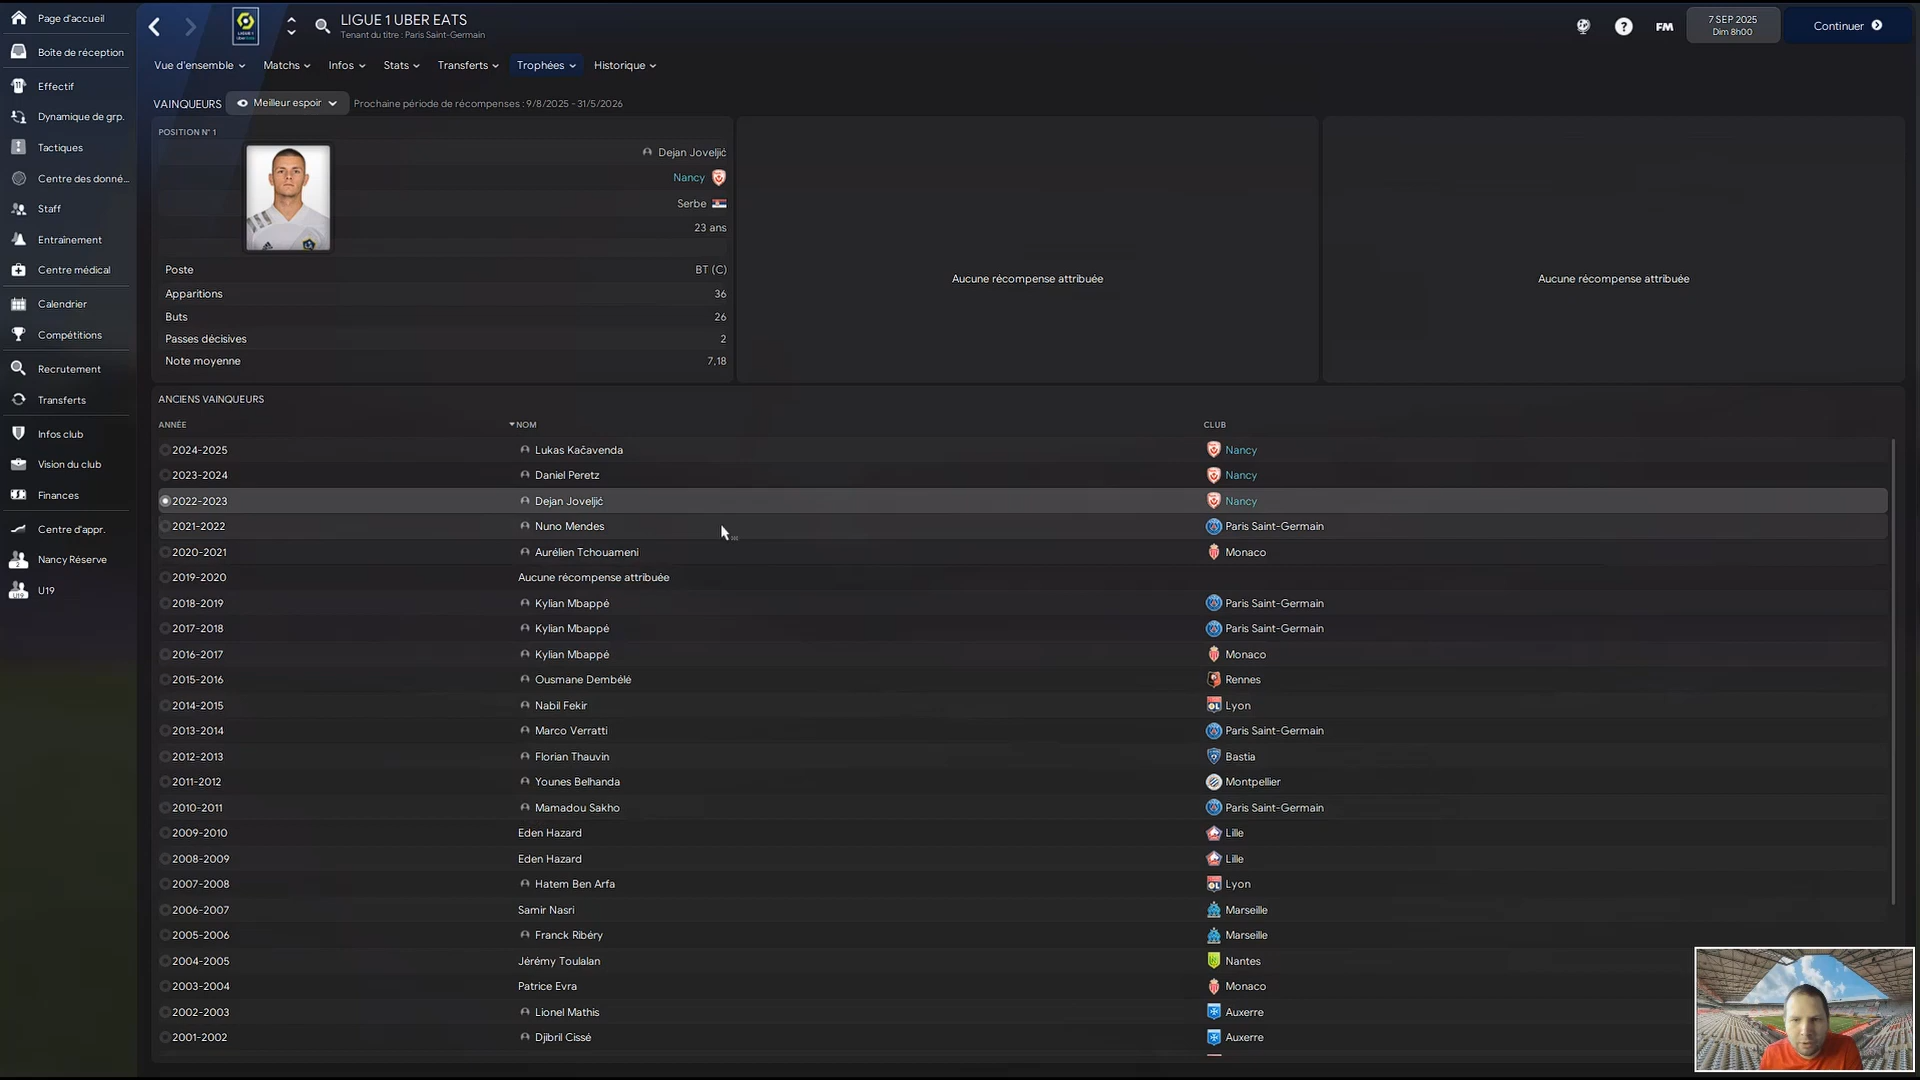 Page d'accueil
Boîte de réception
Effectif
Dynamique de grp.
Tactiques
Centre des donné...
Staff
Entraînement
Centre médical
Calendrier
Compétitions
Recrutement
Transferts
Infos club
Vision du club
Finances
Centre d'appr.
Nancy Réserve
U19
LIGUE 1 UBER EATS
Tenant du titre : Paris Saint-Germain
FM
7 SEP 2025
Dim 8h00
Continuer
Vue d'ensemble Matchs Infos Stats Transferts Trophées Historique
VAINQUEURS Meilleur espoir Prochaine période de récompenses : 9/8/2025 - 31/5/2026
POSITION N° 1
Dejan Joveljić
Nancy
Serbe
23 ans
Poste BT (C)
Apparitions 36
Buts 26
Passes décisives 2
Note moyenne 7,18
Aucune récompense attribuée
Aucune récompense attribuée
ANCIENS VAINQUEURS
ANNÉE NOM CLUB
2024-2025 Lukas Kačavenda Nancy
2023-2024 Daniel Peretz Nancy
2022-2023 Dejan Joveljić Nancy
2021-2022 Nuno Mendes Paris Saint-Germain
2020-2021 Aurélien Tchouameni Monaco
2019-2020 Aucune récompense attribuée
2018-2019 Kylian Mbappé Paris Saint-Germain
2017-2018 Kylian Mbappé Paris Saint-Germain
2016-2017 Kylian Mbappé Monaco
2015-2016 Ousmane Dembélé Rennes
2014-2015 Nabil Fekir Lyon
2013-2014 Marco Verratti Paris Saint-Germain
2012-2013 Florian Thauvin Bastia
2011-2012 Younes Belhanda Montpellier
2010-2011 Mamadou Sakho Paris Saint-Germain
2009-2010 Eden Hazard Lille
2008-2009 Eden Hazard Lille
2007-2008 Hatem Ben Arfa Lyon
2006-2007 Samir Nasri Marseille
2005-2006 Franck Ribéry Marseille
2004-2005 Jérémy Toulalan Nantes
2003-2004 Patrice Evra Monaco
2002-2003 Lionel Mathis Auxerre
2001-2002 Djibril Cissé Auxerre